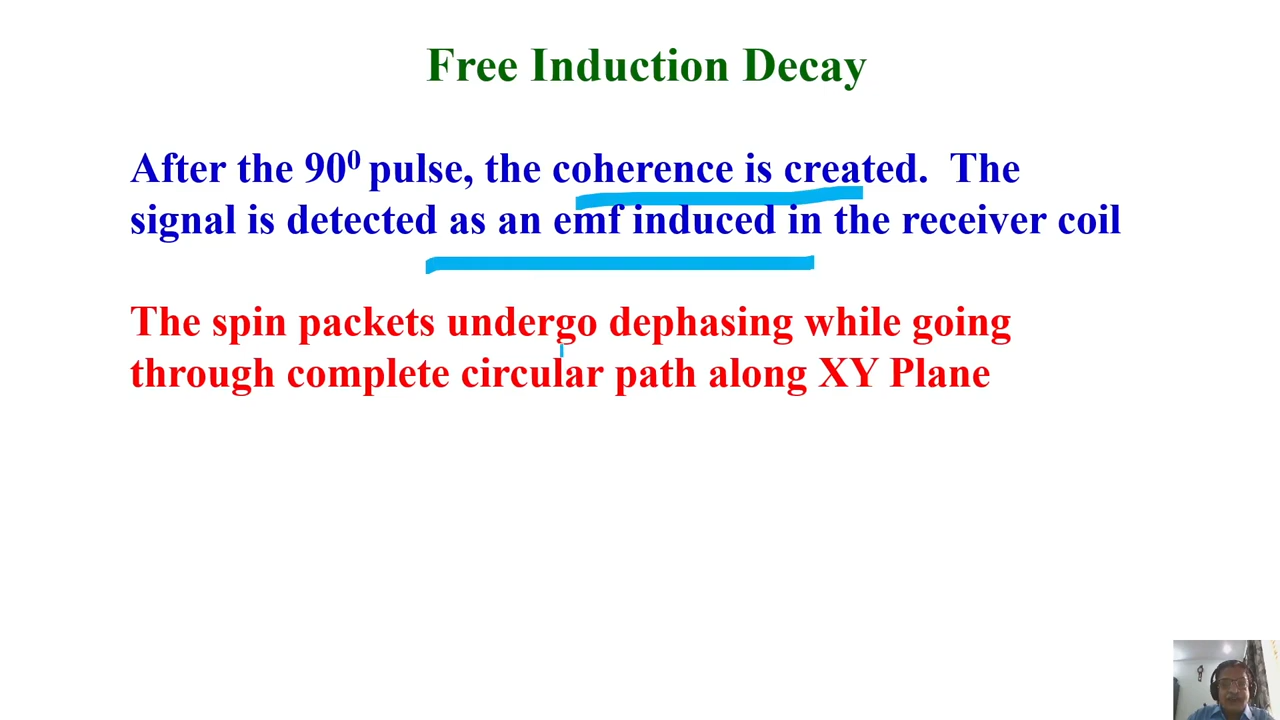 Free Induction Decay
After the 90⁰ pulse, the coherence is created. The
signal is detected as an emf induced in the receiver coil
The spin packets undergo dephasing while going
through complete circular path along XY Plane